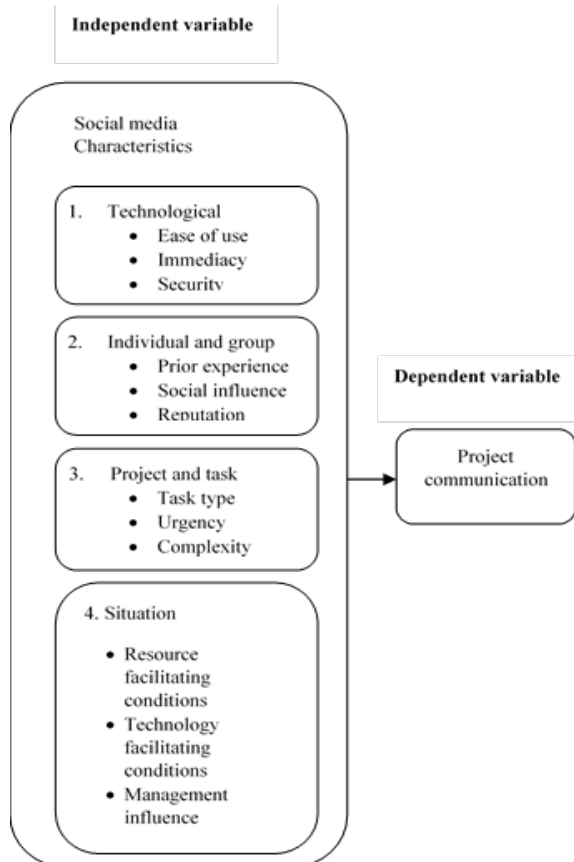 Independent variable
Social media
Characteristics
1. Technological
• Ease of use
• Immediacy
• Security
2. Individual and group
• Prior experience
• Social influence
• Reputation
3. Project and task
• Task type
• Urgency
• Complexity
4. Situation
• Resource
facilitating
conditions
• Technology
facilitating
conditions
• Management
influence
Dependent variable
Project
communication